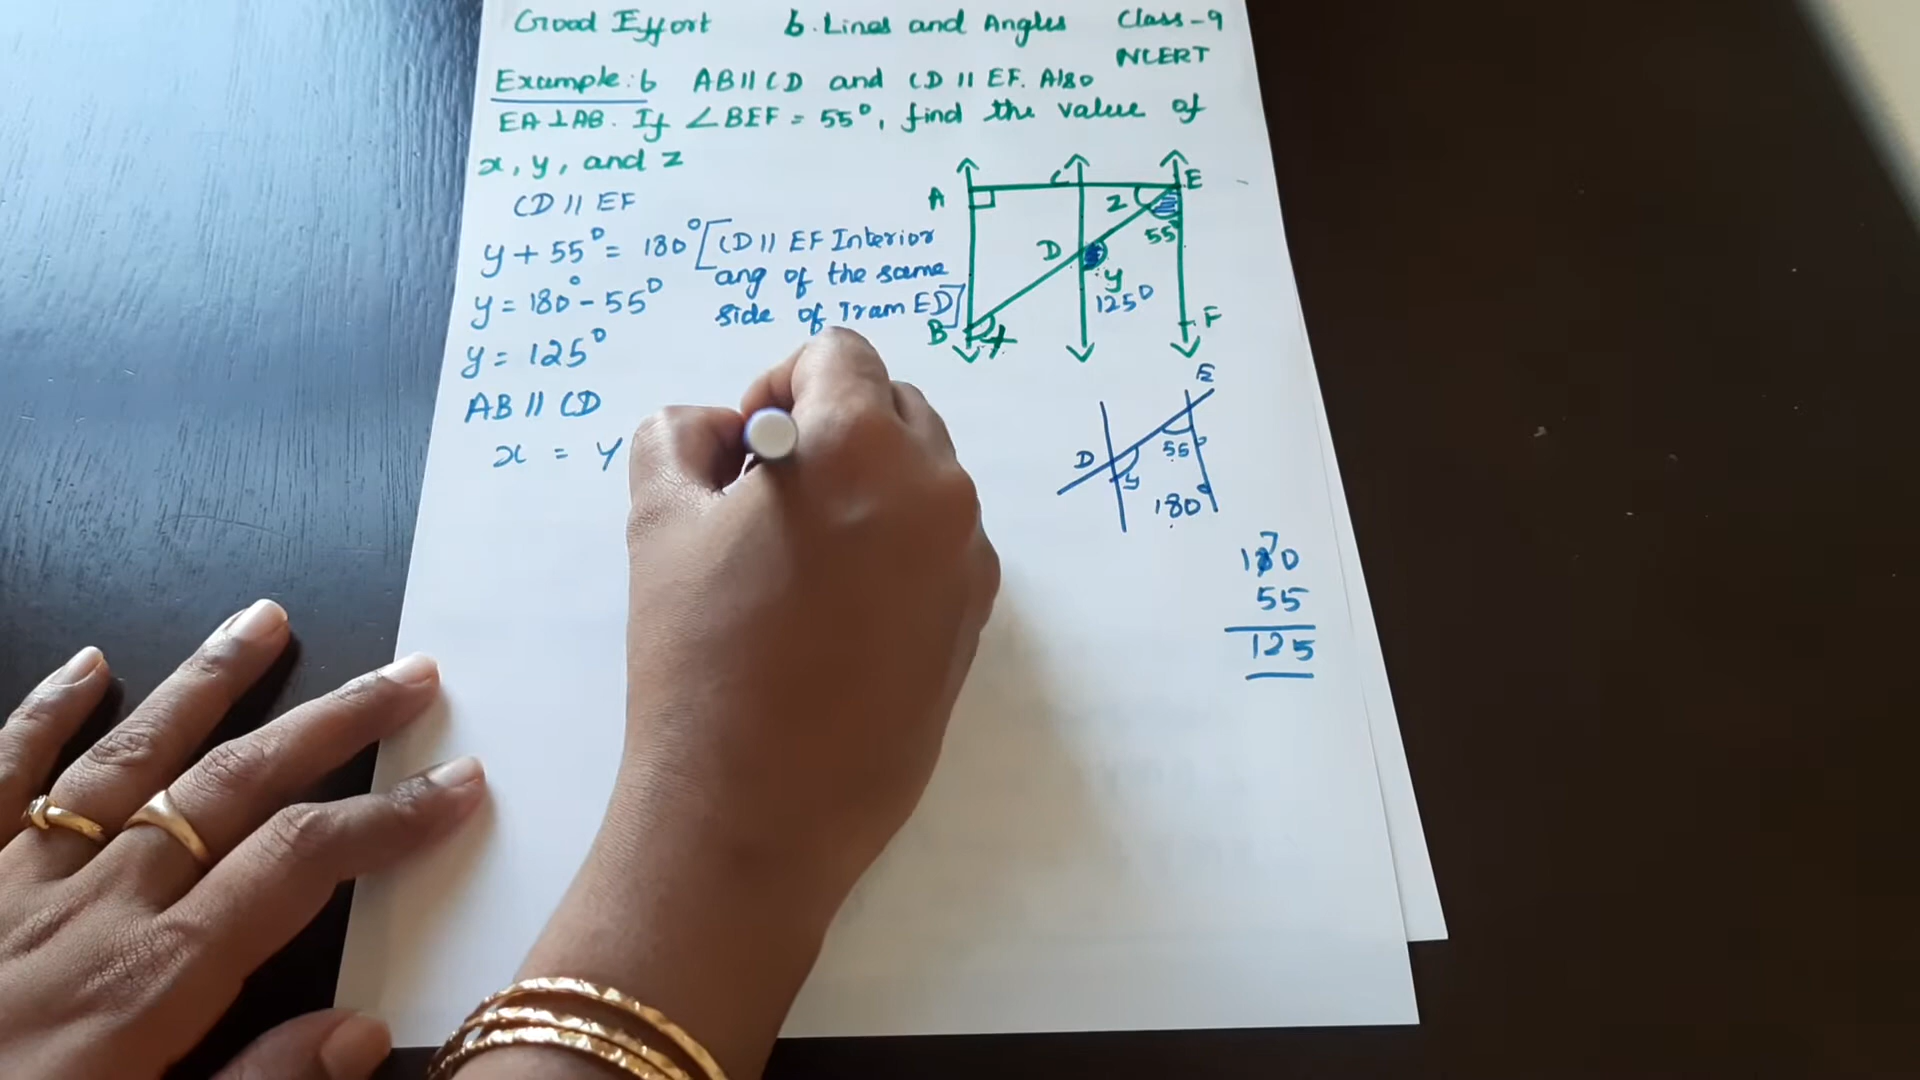 Good Effort 6. Lines and Angles Class-9
NCERT
Example: 6 AB || CD and CD || EF. Also
EA ⊥ AB. If ∠BEF = 55°, find the value of
x, y, and z
CD || EF
y + 55° = 180° [CD || EF Interior
ang of the same
side of Tram ED]
y = 180° - 55°
y = 125°
AB || CD
x = y
A C E
z
55°
D
y
125°
B x F
E
D 55°
y
180°
7
180
55
125